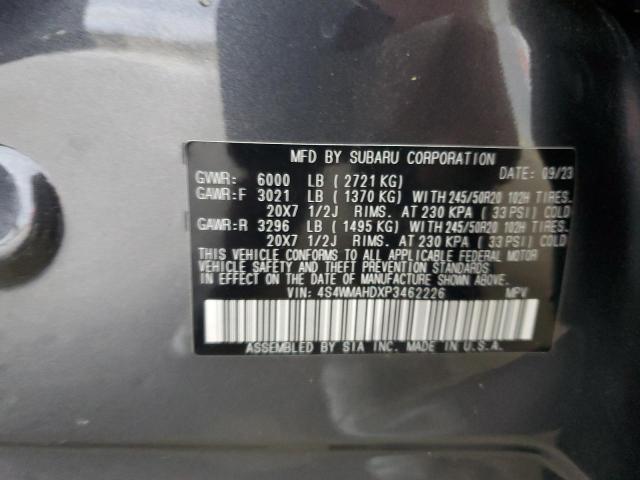 MFD BY SUBARU CORPORATION
GVWR: 6000 LB ( 2721 KG) DATE: 09/23
GAWR:F 3021 LB ( 1370 KG) WITH 245/50R20 102H TIRES.
20X7 1/2J RIMS. AT 230 KPA ( 33 PSI) COLD
GAWR:R 3296 LB ( 1495 KG) WITH 245/50R20 102H TIRES.
20X7 1/2J RIMS. AT 230 KPA ( 33 PSI) COLD
THIS VEHICLE CONFORMS TO ALL APPLICABLE FEDERAL MOTOR
VEHICLE SAFETY AND THEFT PREVENTION STANDARDS
IN EFFECT ON THE DATE OF MANUFACTURE SHOWN ABOVE.
VIN: 4S4WMAHDXP3462226 MPV
ASSEMBLED BY SIA INC. MADE IN U.S.A.